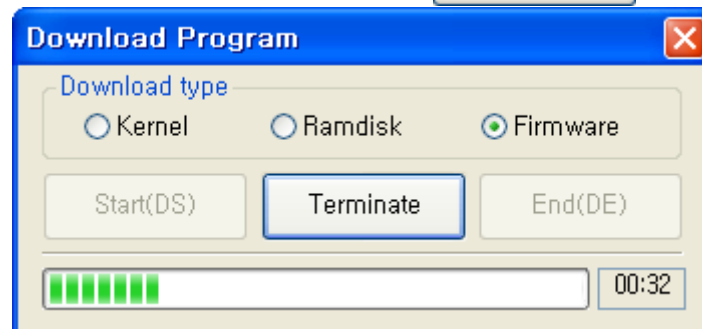 Download Program
Download type
Kernel Ramdisk Firmware
Start(DS) Terminate End(DE)
00:32